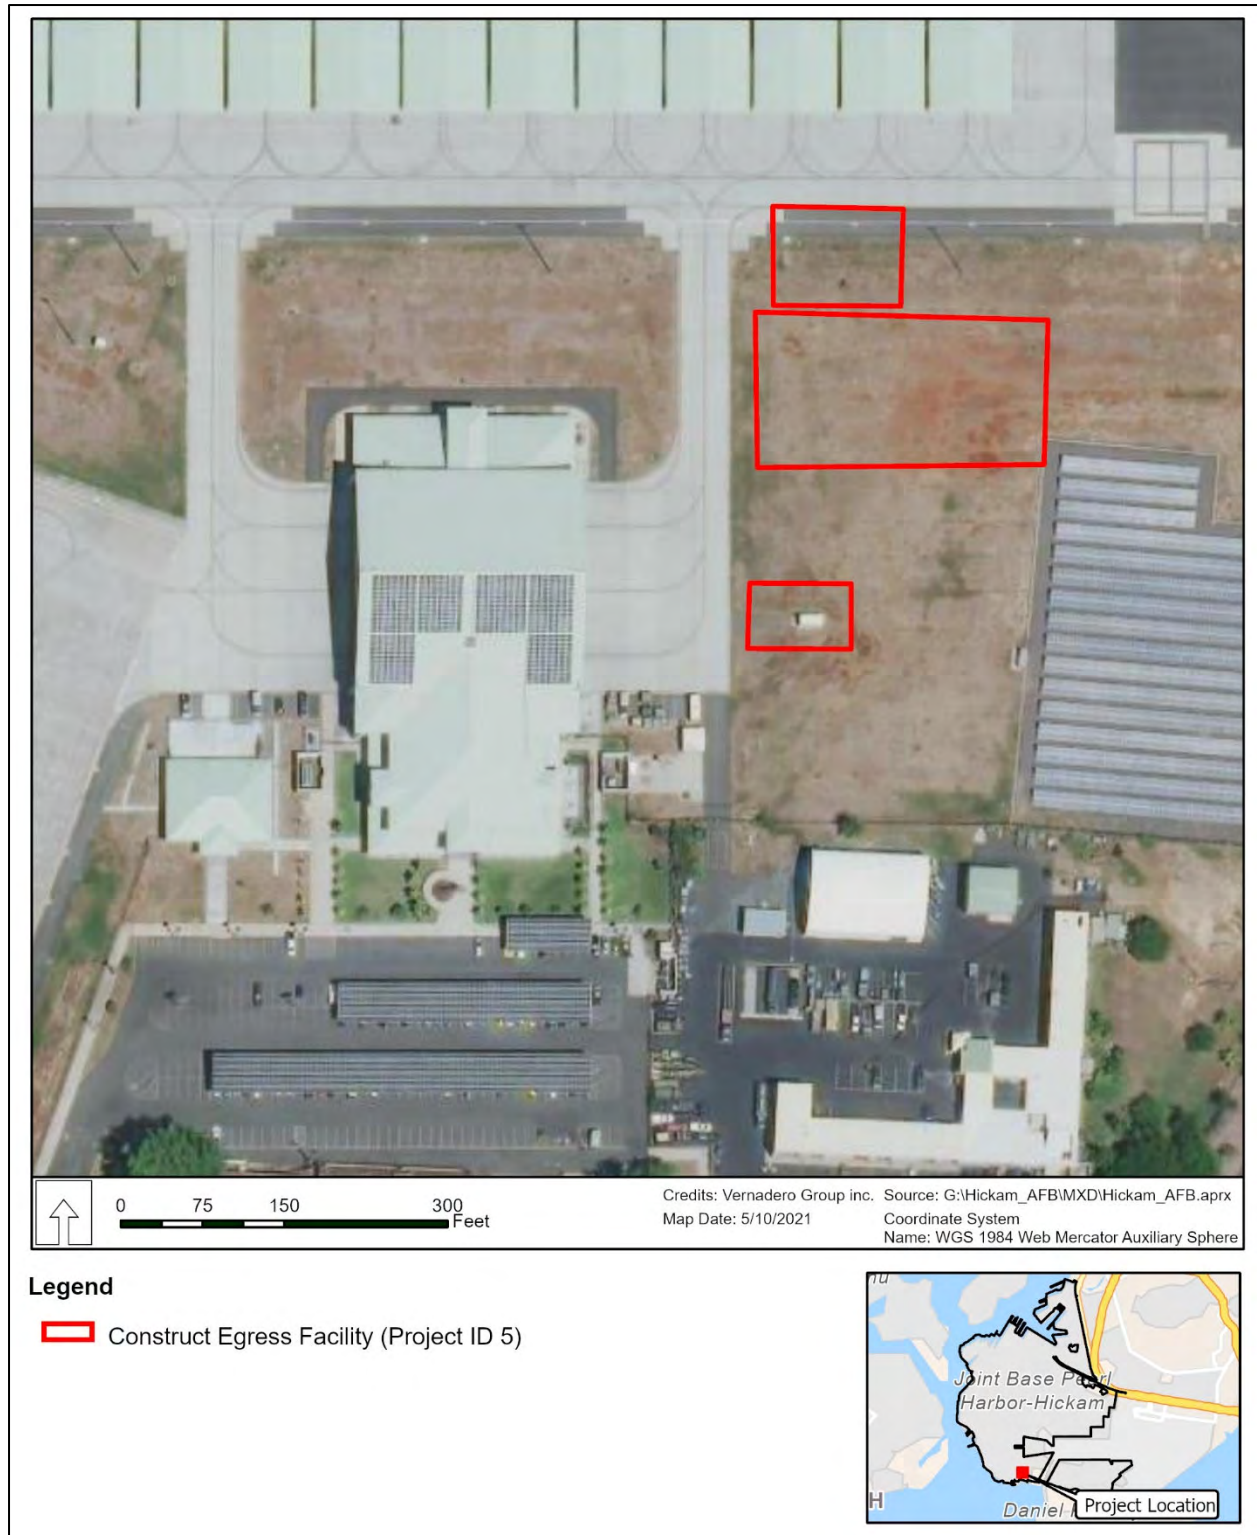 0 75 150 300
Feet
Credits: Vernadero Group inc. Source: G:\Hickam_AFB\MXD\Hickam_AFB.aprx
Map Date: 5/10/2021 Coordinate System
Name: WGS 1984 Web Mercator Auxiliary Sphere
Legend
Construct Egress Facility (Project ID 5)
Joint Base Pearl
Harbor-Hickam
H
Daniel
Project Location